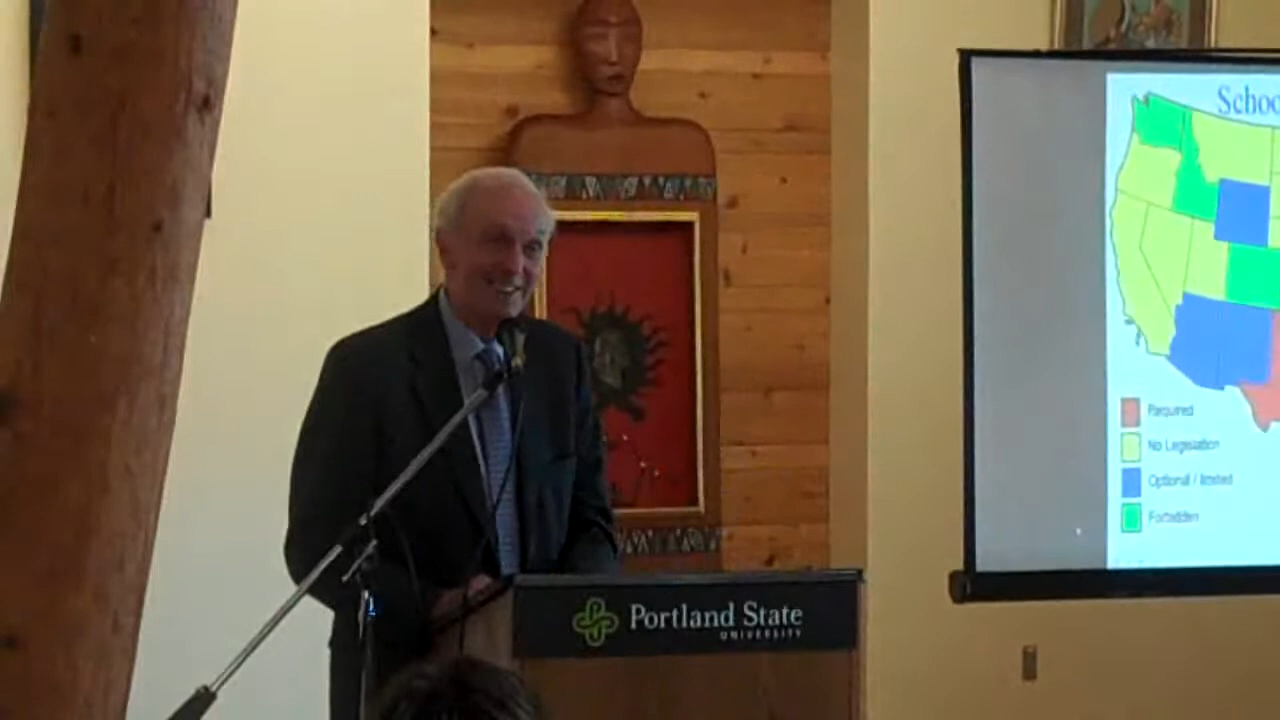 Schoo
Required
No Legislation
Optional / limited
Forbidden
Portland State
UNIVERSITY